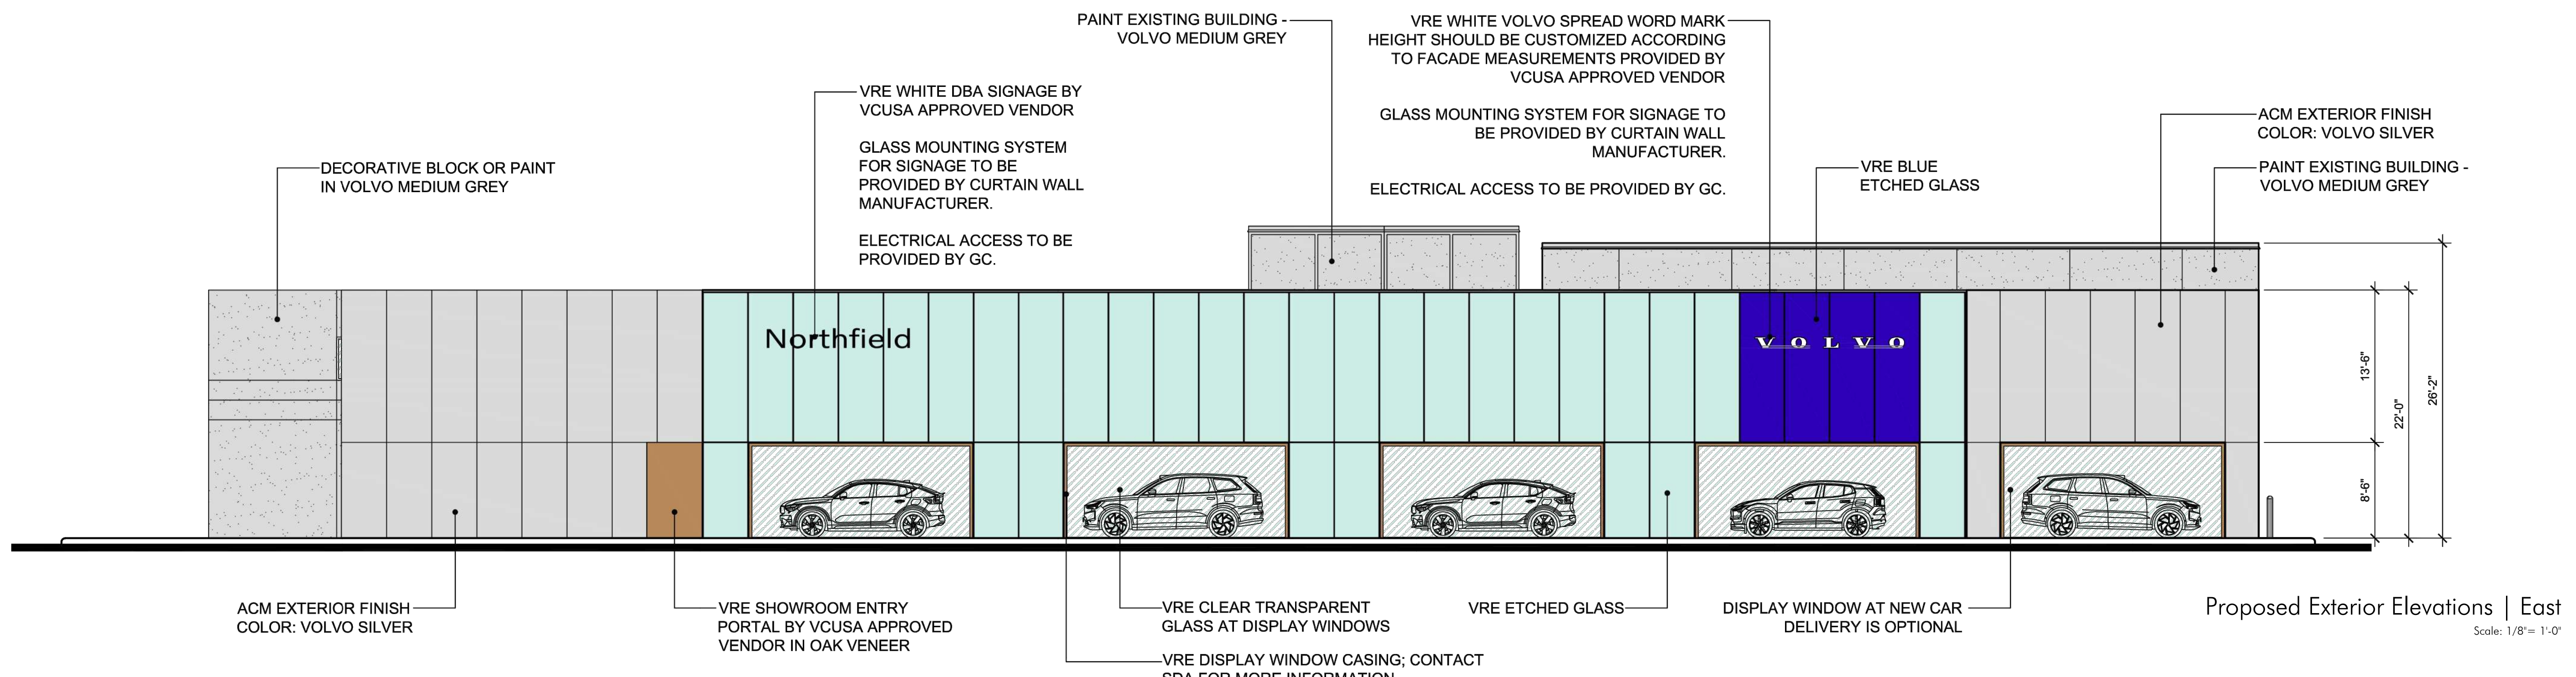 PAINT EXISTING BUILDING -
VOLVO MEDIUM GREY
VRE WHITE VOLVO SPREAD WORD MARK
HEIGHT SHOULD BE CUSTOMIZED ACCORDING
TO FACADE MEASUREMENTS PROVIDED BY
VCUSA APPROVED VENDOR
GLASS MOUNTING SYSTEM FOR SIGNAGE TO
BE PROVIDED BY CURTAIN WALL
MANUFACTURER.
ELECTRICAL ACCESS TO BE PROVIDED BY GC.
VRE WHITE DBA SIGNAGE BY
VCUSA APPROVED VENDOR
GLASS MOUNTING SYSTEM
FOR SIGNAGE TO BE
PROVIDED BY CURTAIN WALL
MANUFACTURER.
ELECTRICAL ACCESS TO BE
PROVIDED BY GC.
DECORATIVE BLOCK OR PAINT
IN VOLVO MEDIUM GREY
VRE BLUE
ETCHED GLASS
ACM EXTERIOR FINISH
COLOR: VOLVO SILVER
PAINT EXISTING BUILDING -
VOLVO MEDIUM GREY
Northfield
VOLVO
13'-6"
22'-0"
26'-2"
8'-6"
ACM EXTERIOR FINISH
COLOR: VOLVO SILVER
VRE SHOWROOM ENTRY
PORTAL BY VCUSA APPROVED
VENDOR IN OAK VENEER
VRE CLEAR TRANSPARENT
GLASS AT DISPLAY WINDOWS
VRE DISPLAY WINDOW CASING; CONTACT
SDA FOR MORE INFORMATION
VRE ETCHED GLASS
DISPLAY WINDOW AT NEW CAR
DELIVERY IS OPTIONAL
Proposed Exterior Elevations | East
Scale: 1/8"= 1'-0"